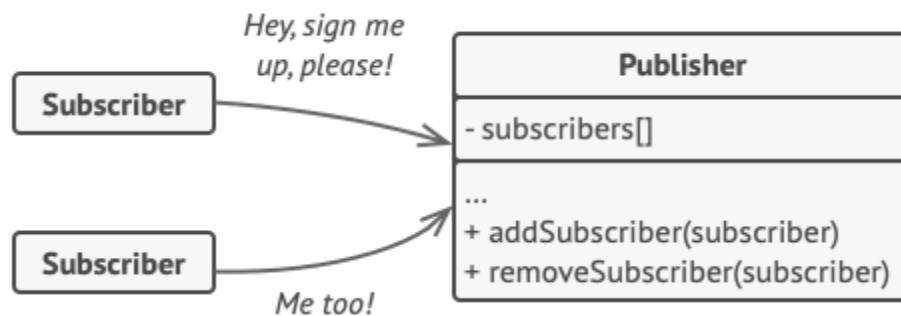 Hey, sign me
up, please!
Subscriber
Publisher
- subscribers[]
...
+ addSubscriber(subscriber)
+ removeSubscriber(subscriber)
Subscriber
Me too!